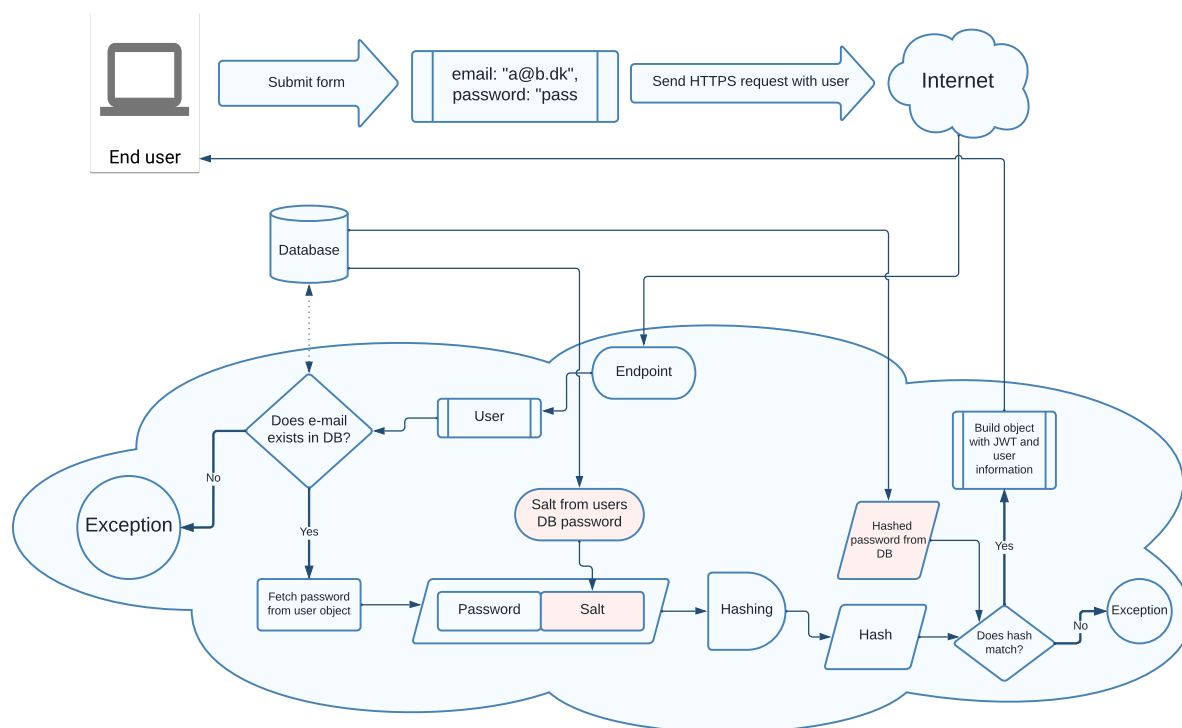 Submit form
email: "a@b.dk",
password: "pass
Send HTTPS request with user
Internet
End user
Database
Endpoint
User
Does e-mail
exists in DB?
No
Exception
Yes
Fetch password
from user object
Salt from users
DB password
Password
Salt
Hashing
Hash
Hashed
password from
DB
Does hash
match?
Yes
Build object
with JWT and
user
information
No
Exception